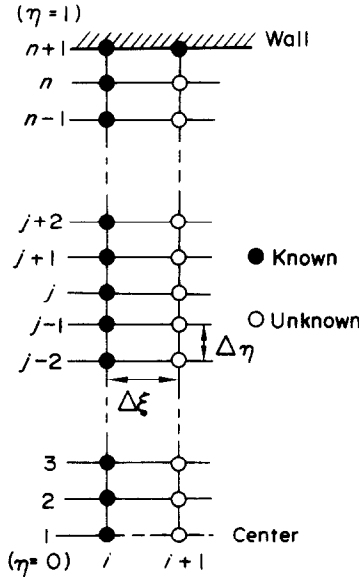 (η=1)
n+1 Wall
n
n-1
j+2
j+1 Known
j
j-1 Unknown
Δη
j-2
Δξ
3
2
1 Center
(η=0) i i+1